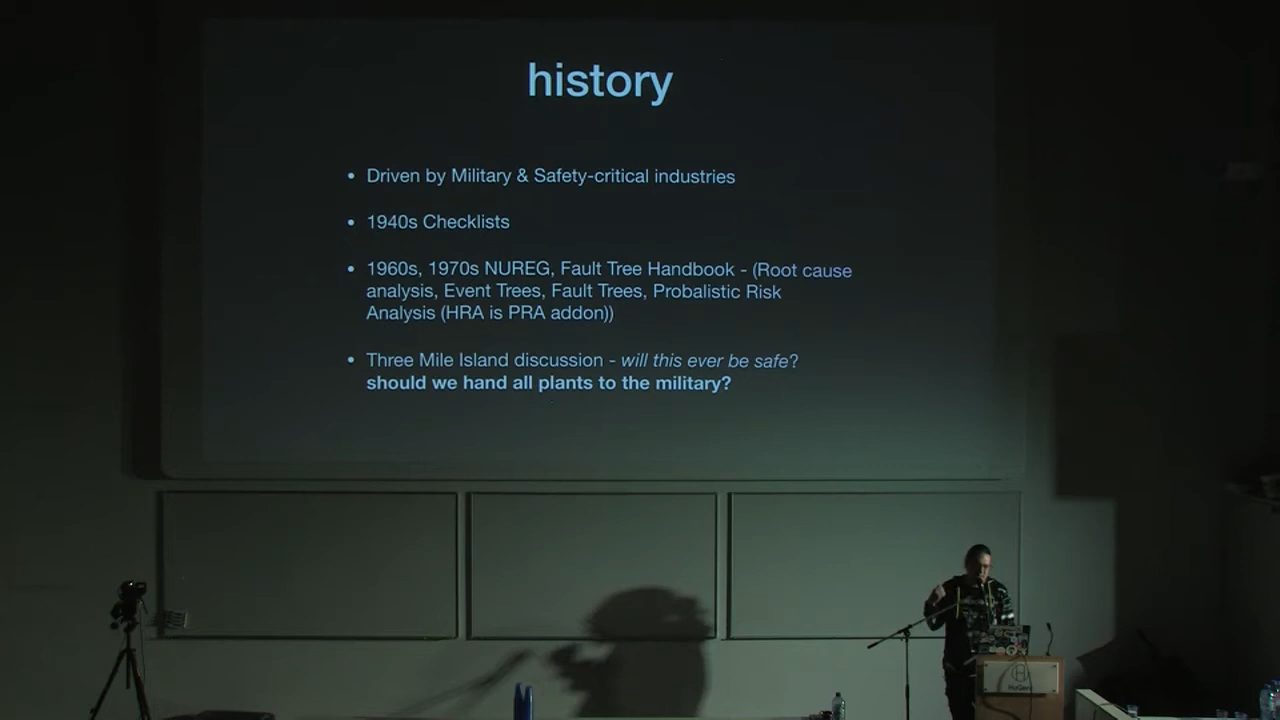 history
• Driven by Military & Safety-critical industries
• 1940s Checklists
• 1960s, 1970s NUREG, Fault Tree Handbook - (Root cause
analysis, Event Trees, Fault Trees, Probalistic Risk
Analysis (HRA is PRA addon))
• Three Mile Island discussion - will this ever be safe?
should we hand all plants to the military?